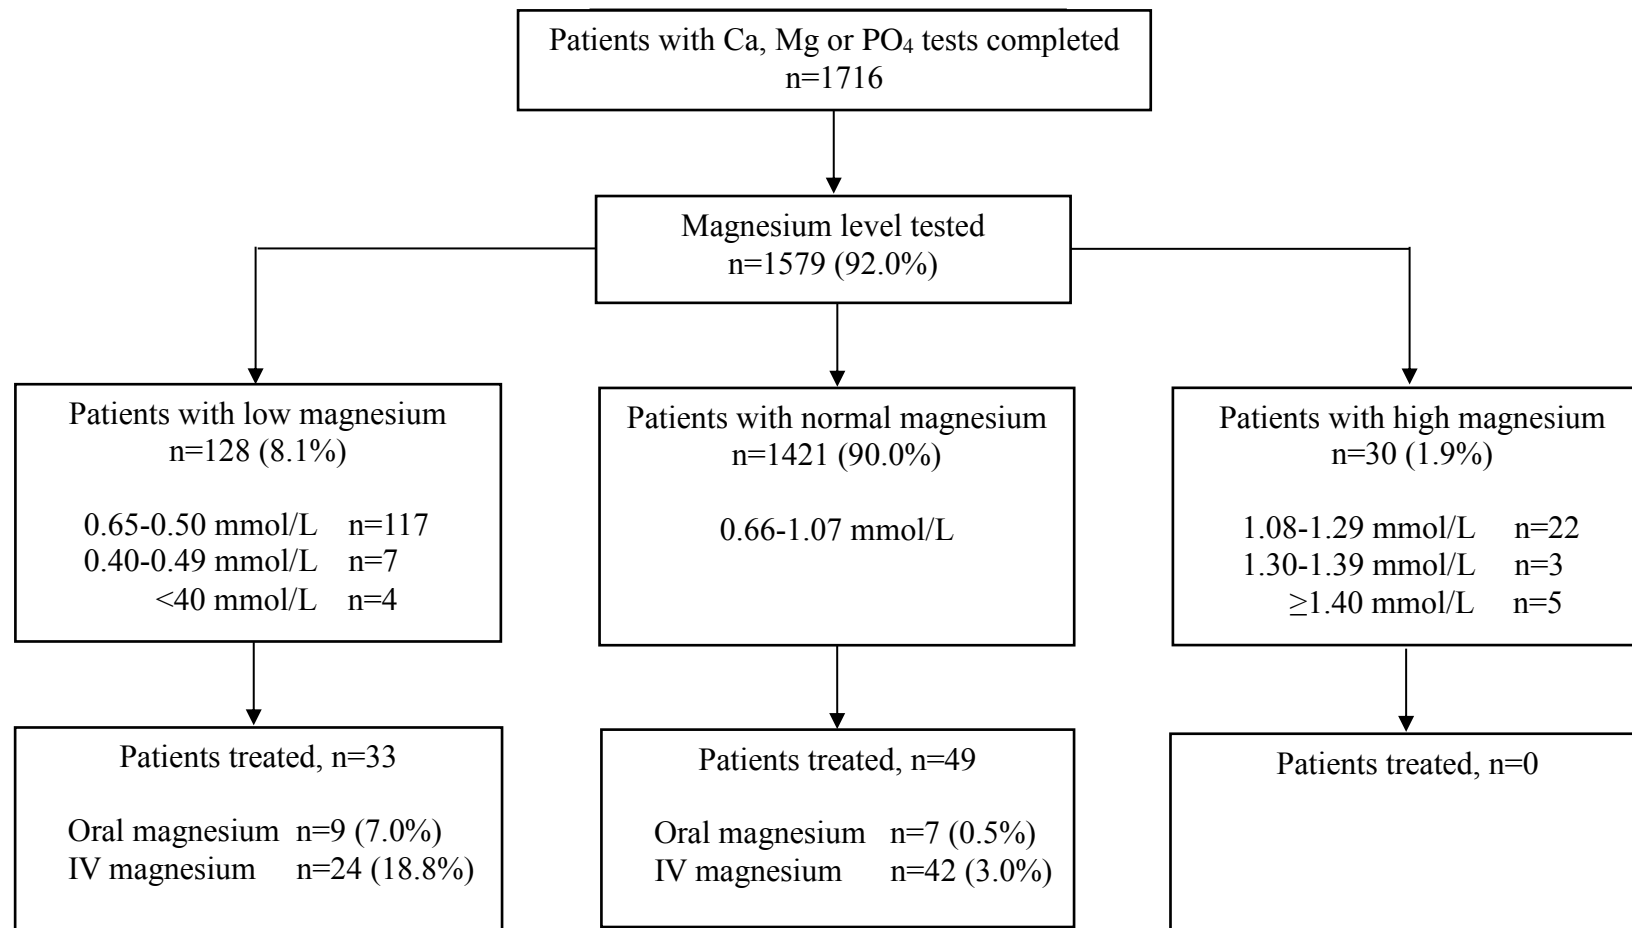 Patients with Ca, Mg or PO₄ tests completed
n=1716
Magnesium level tested
n=1579 (92.0%)
Patients with low magnesium
n=128 (8.1%)
0.65-0.50 mmol/L n=117
0.40-0.49 mmol/L n=7
<40 mmol/L n=4
Patients with normal magnesium
n=1421 (90.0%)
0.66-1.07 mmol/L
Patients with high magnesium
n=30 (1.9%)
1.08-1.29 mmol/L n=22
1.30-1.39 mmol/L n=3
≥1.40 mmol/L n=5
Patients treated, n=33
Oral magnesium n=9 (7.0%)
IV magnesium n=24 (18.8%)
Patients treated, n=49
Oral magnesium n=7 (0.5%)
IV magnesium n=42 (3.0%)
Patients treated, n=0